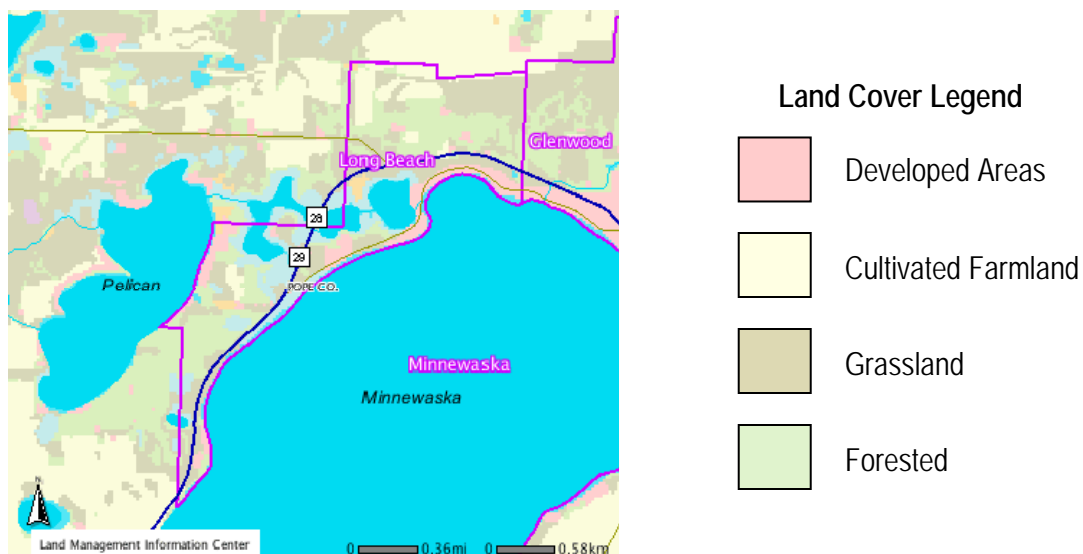 Glenwood
Long Beach
28
29
Pelican
POPE CO.
Minnewaska
Minnewaska
N
Land Management Information Center
0 0.36mi 0 0.58km
Land Cover Legend
Developed Areas
Cultivated Farmland
Grassland
Forested